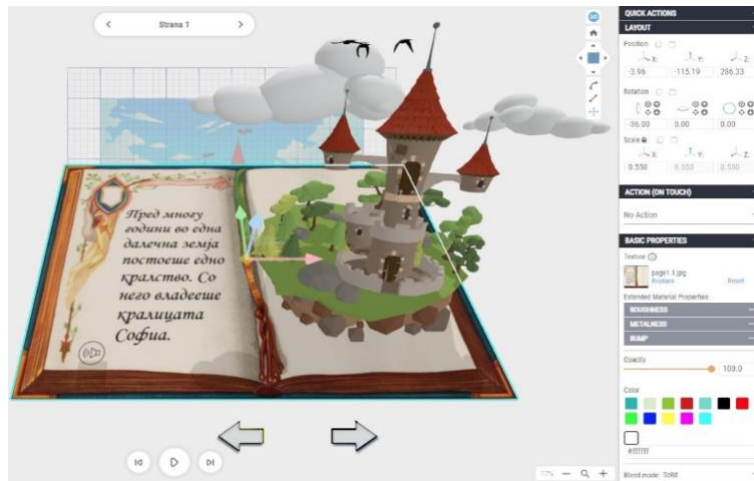 Strana 1
Пред многу
години во една
далечна земја
постоеше едно
кралство. Со
него владееше
кралицата
Софиа.
QUICK ACTIONS
LAYOUT
Position
X: Y: Z:
-3.96 -115.19 286.33
Rotation
-36.00 0.00 0.00
Scale
X: Y: Z:
0.550 0.550 0.550
ACTION (ON TOUCH)
No Action
BASIC PROPERTIES
Texture
page1_1.jpg
Replace Reset
Extended Material Properties
ROUGHNESS
METALNESS
BUMP
Opacity
100.0
Color
#ffffff
Blend mode: Solid